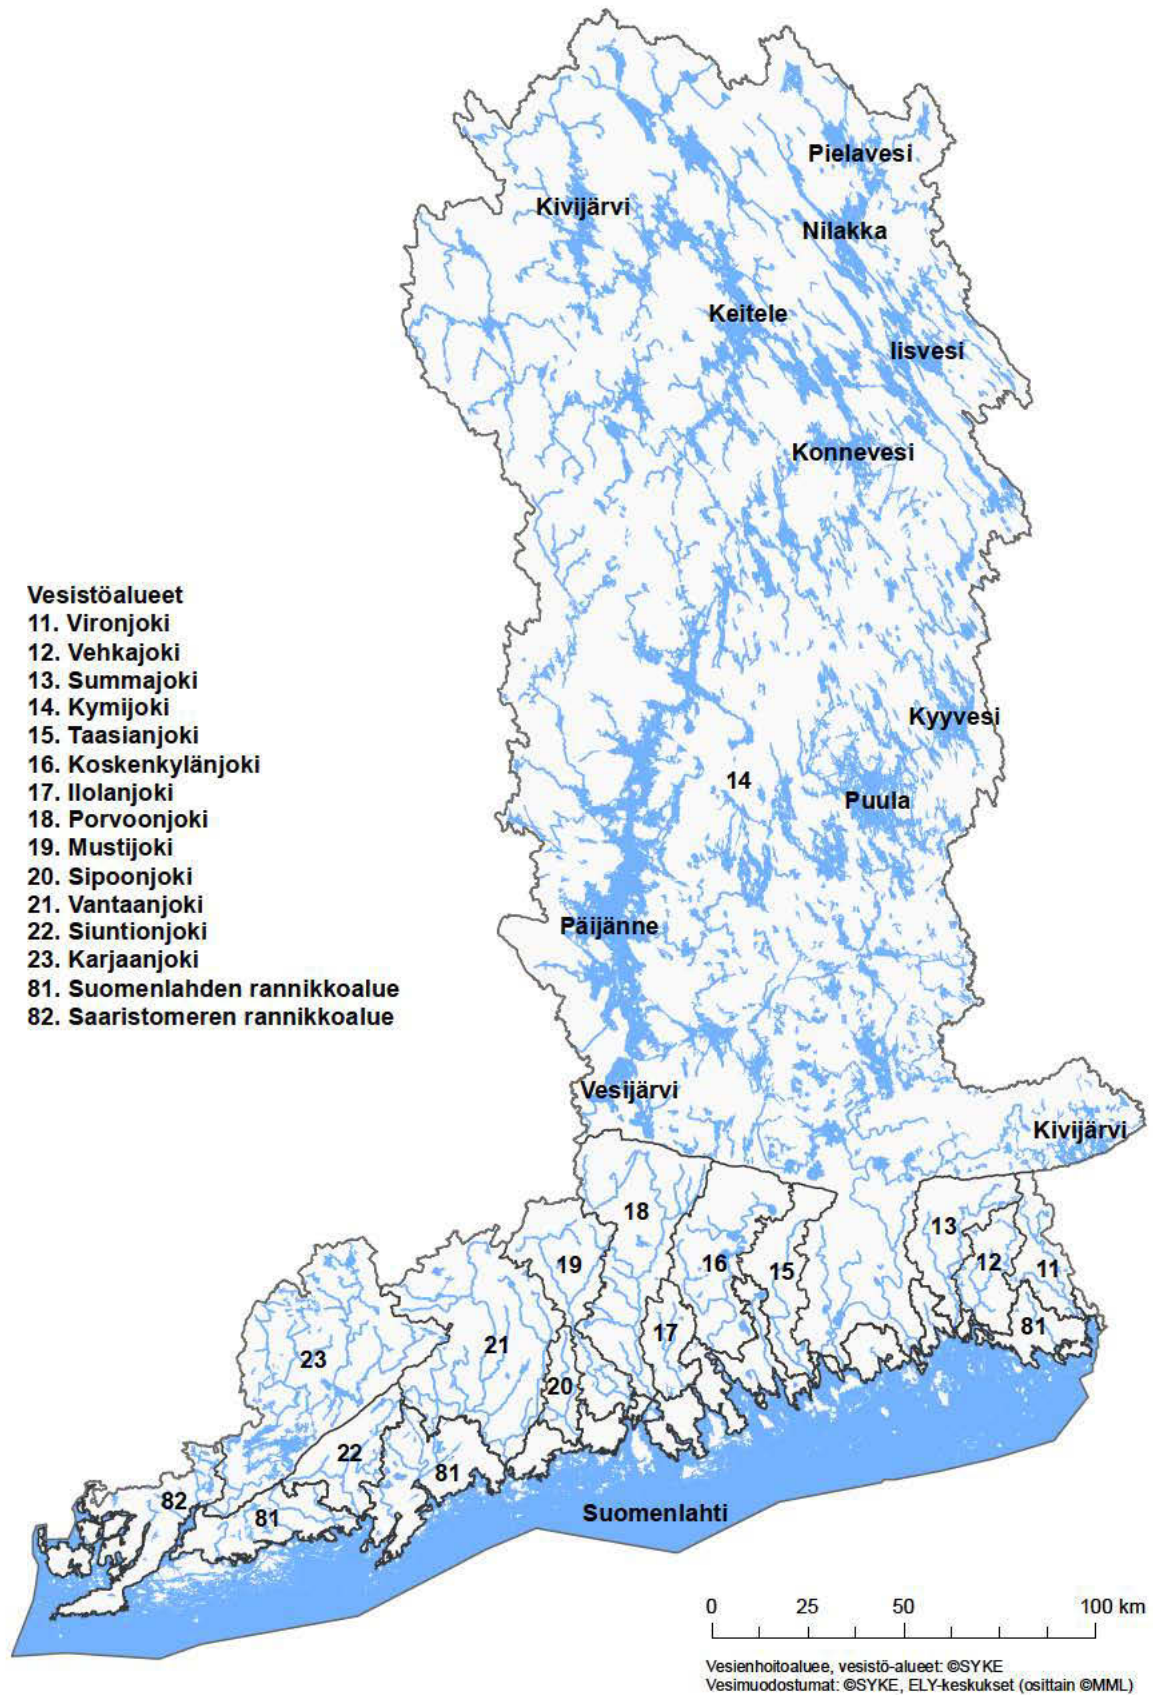 Pielavesi
Kivijärvi
Nilakka
Keitele
Iisvesi
Konnevesi
Vesistöalueet
11. Vironjoki
12. Vehkajoki
13. Summajoki
14. Kymijoki
15. Taasianjoki
16. Koskenkylänjoki
17. Ilolanjoki
18. Porvoonjoki
19. Mustijoki
20. Sipoonjoki
21. Vantaanjoki
22. Siuntionjoki
23. Karjaanjoki
81. Suomenlahden rannikkoalue
82. Saaristomeren rannikkoalue
Kyyvesi
14
Puula
Päijänne
Vesijärvi
Kivijärvi
18
13
19
16
15
12
11
17
81
21
23
20
22
81
82
81
Suomenlahti
0 25 50 100 km
Vesienhoitoaluee, vesistö-alueet: ©SYKE
Vesimuodostumat: ©SYKE, ELY-keskukset (osittain ©MML)